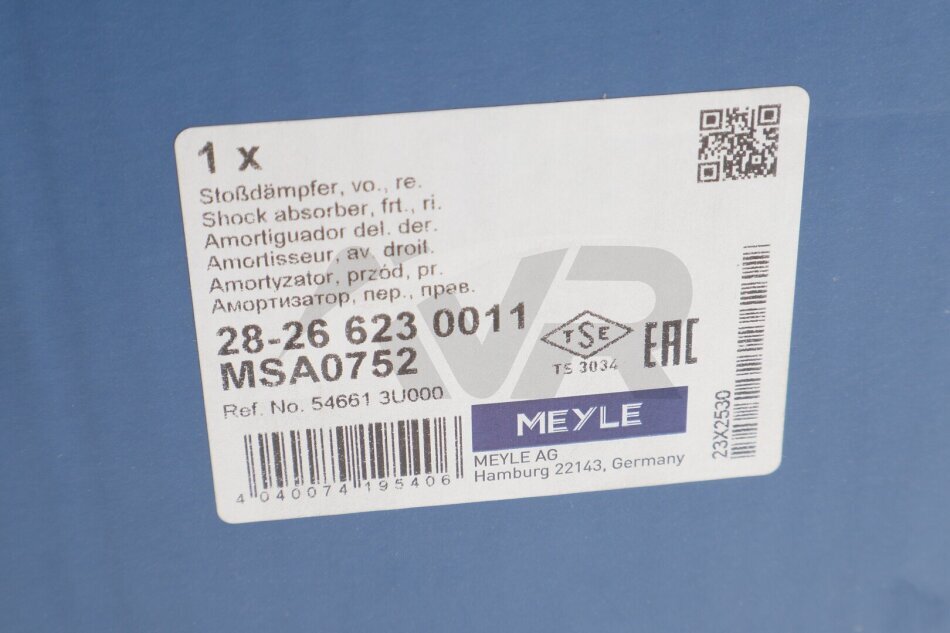 1 x
Stoßdämpfer, vo., re.
Shock absorber, frt., ri.
Amortiguador del. der.
Amortisseur, av. droit.
Amortyzator, przód, pr.
Амортизатор, пер., прав.
28-26 623 0011
MSA0752
Ref. No. 54661 3U000
TSE
TS 3034
EAC
MEYLE
MEYLE AG
Hamburg 22143, Germany
4 040074 195406
23X2530
VR